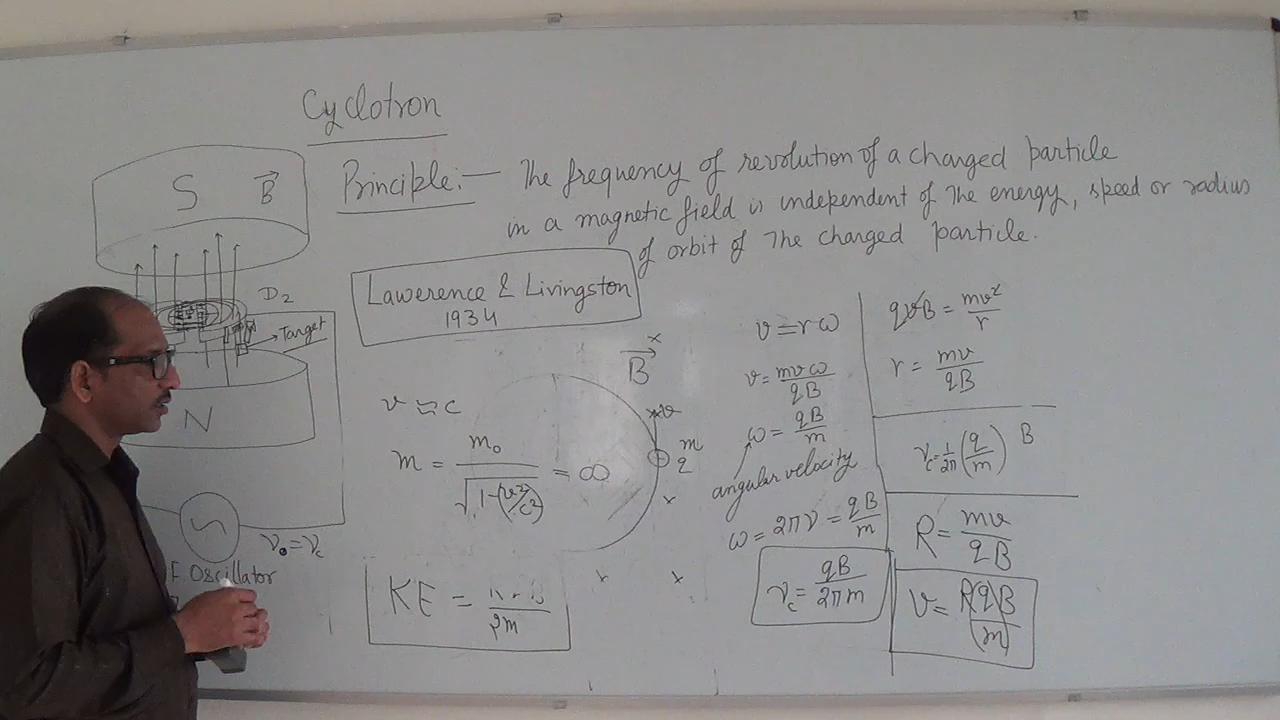 Cyclotron
Principle:— The frequency of revolution of a charged particle
in a magnetic field is independent of the energy, speed or radius
of orbit of the charged particle.
S B⃗
D2
Target
N
ν₀=νc
F Oscillator
Lawerence & Livingston
1934
v ≃ c
m = m₀/√(1-(v²/c²)) = ∞
KE = /2m
B⃗
x
v
m
q
x
x
x
v = rω
v = mvω/qB
ω = qB/m
angular velocity
ω = 2πν = qB/m
νc = qB/2πm
qvB = mv²/r
r = mv/qB
νc = 1/2π (q/m) B
R = mv/qB
v = R(q)B/(m)